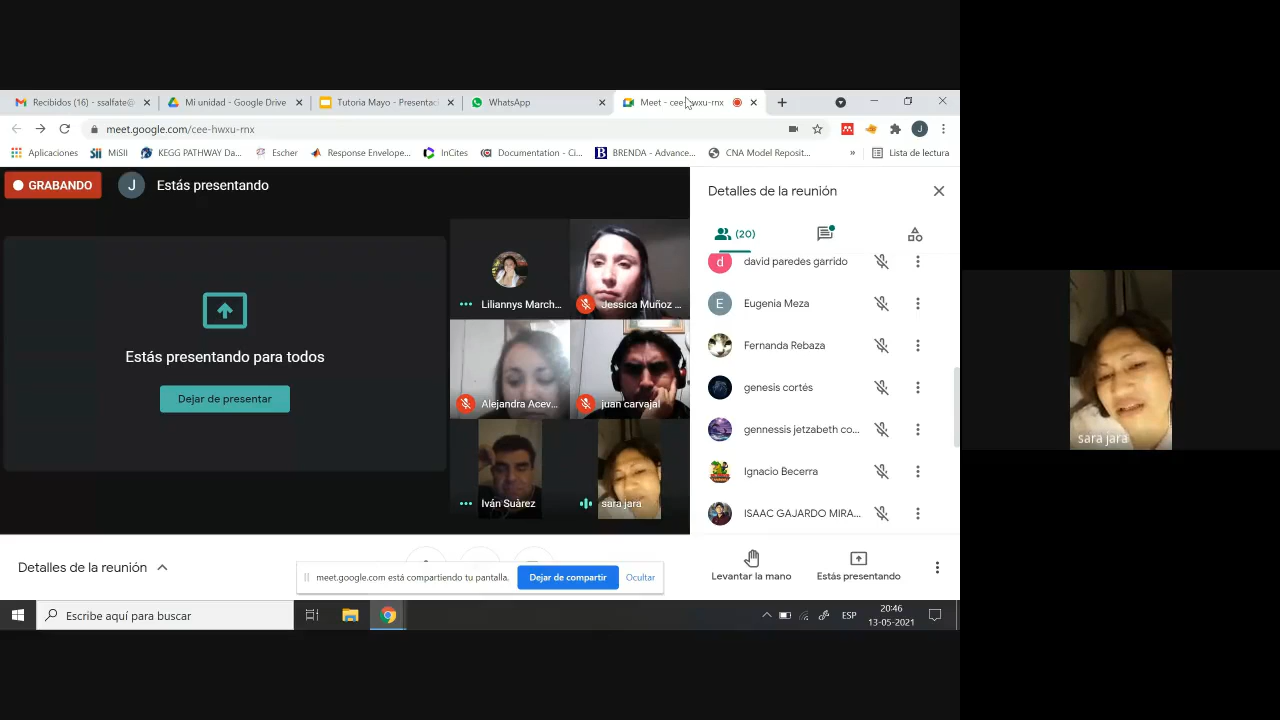 Recibidos (16) - ssalfate@
Mi unidad - Google Drive
Tutoria Mayo - Presentaci
WhatsApp
Meet - cee-hwxu-rnx
meet.google.com/cee-hwxu-rnx
Aplicaciones
MiSII
KEGG PATHWAY Da...
Escher
Response Envelope...
InCites
Documentation - Ci...
BRENDA - Advance...
CNA Model Reposit...
»
Lista de lectura
GRABANDO
J
Estás presentando
Estás presentando para todos
Dejar de presentar
Liliannys March...
Jessica Muñoz ...
Alejandra Acev...
juan carvajal
Iván Suàrez
sara jara
Detalles de la reunión
(20)
d
david paredes garrido
E
Eugenia Meza
Fernanda Rebaza
genesis cortés
gennessis jetzabeth co...
Ignacio Becerra
ISAAC GAJARDO MIRA...
Detalles de la reunión
meet.google.com está compartiendo tu pantalla.
Dejar de compartir
Ocultar
Levantar la mano
Estás presentando
Escribe aquí para buscar
ESP
20:46
13-05-2021
sara jara